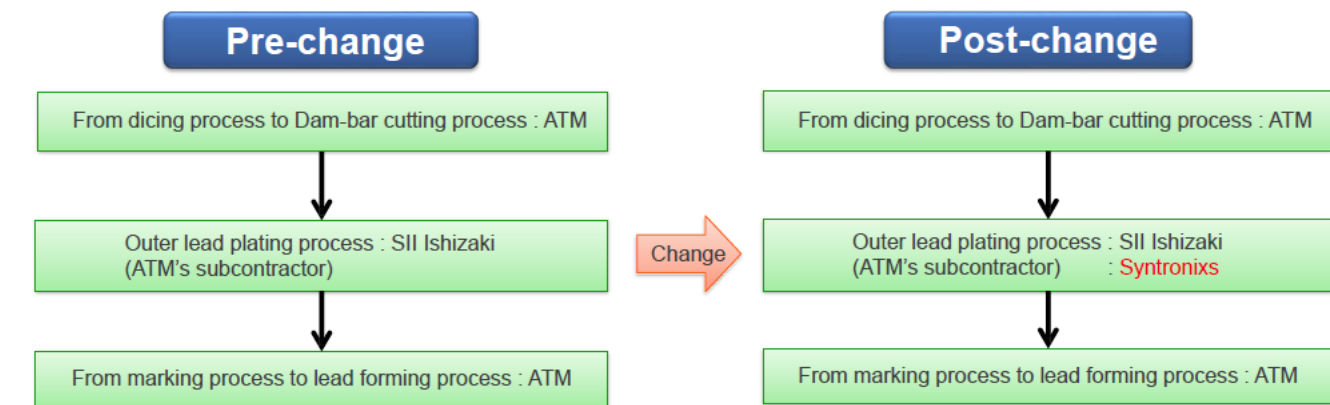 Pre-change
From dicing process to Dam-bar cutting process : ATM
Outer lead plating process : SII Ishizaki
(ATM's subcontractor)
From marking process to lead forming process : ATM
Change
Post-change
From dicing process to Dam-bar cutting process : ATM
Outer lead plating process : SII Ishizaki
(ATM's subcontractor) : Syntronixs
From marking process to lead forming process : ATM